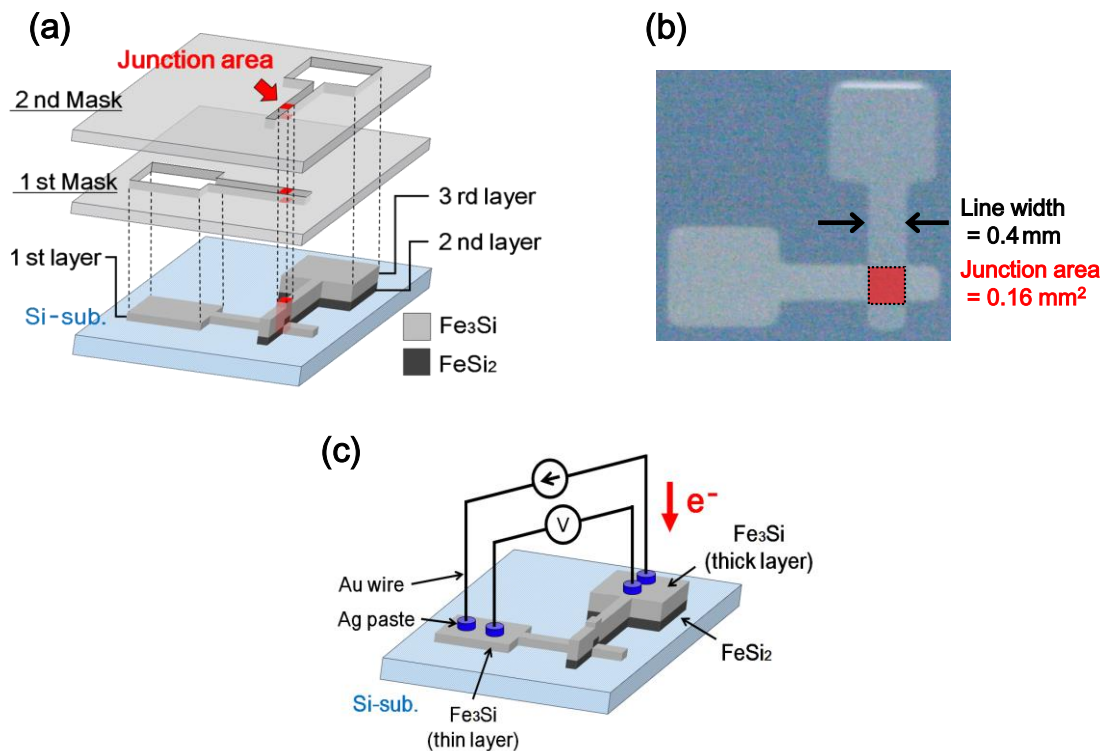 (a)
Junction area
2 nd Mask
1 st Mask
3 rd layer
2 nd layer
1 st layer
Si-sub.
Fe₃Si
FeSi₂
(b)
Line width
= 0.4 mm
Junction area
= 0.16 mm²
(c)
e⁻
V
Fe₃Si
(thick layer)
Au wire
Ag paste
FeSi₂
Si-sub.
Fe₃Si
(thin layer)